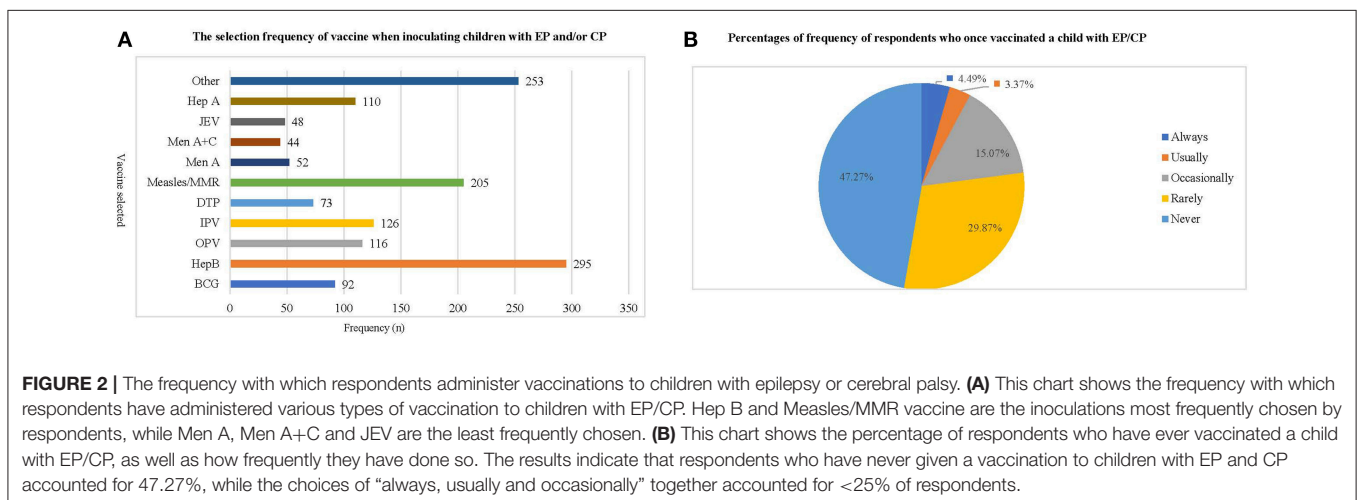 A
The selection frequency of vaccine when inoculating children with EP and/or CP
Vaccine selected
Other 253
Hep A 110
JEV 48
Men A+C 44
Men A 52
Measles/MMR 205
DTP 73
IPV 126
OPV 116
HepB 295
BCG 92
0 50 100 150 200 250 300 350
Frequency (n)
B
Percentages of frequency of respondents who once vaccinated a child with EP/CP
4.49%
3.37%
15.07%
47.27%
29.87%
Always
Usually
Occasionally
Rarely
Never
FIGURE 2 | The frequency with which respondents administer vaccinations to children with epilepsy or cerebral palsy. (A) This chart shows the frequency with which
respondents have administered various types of vaccination to children with EP/CP. Hep B and Measles/MMR vaccine are the inoculations most frequently chosen by
respondents, while Men A, Men A+C and JEV are the least frequently chosen. (B) This chart shows the percentage of respondents who have ever vaccinated a child
with EP/CP, as well as how frequently they have done so. The results indicate that respondents who have never given a vaccination to children with EP and CP
accounted for 47.27%, while the choices of “always, usually and occasionally” together accounted for <25% of respondents.